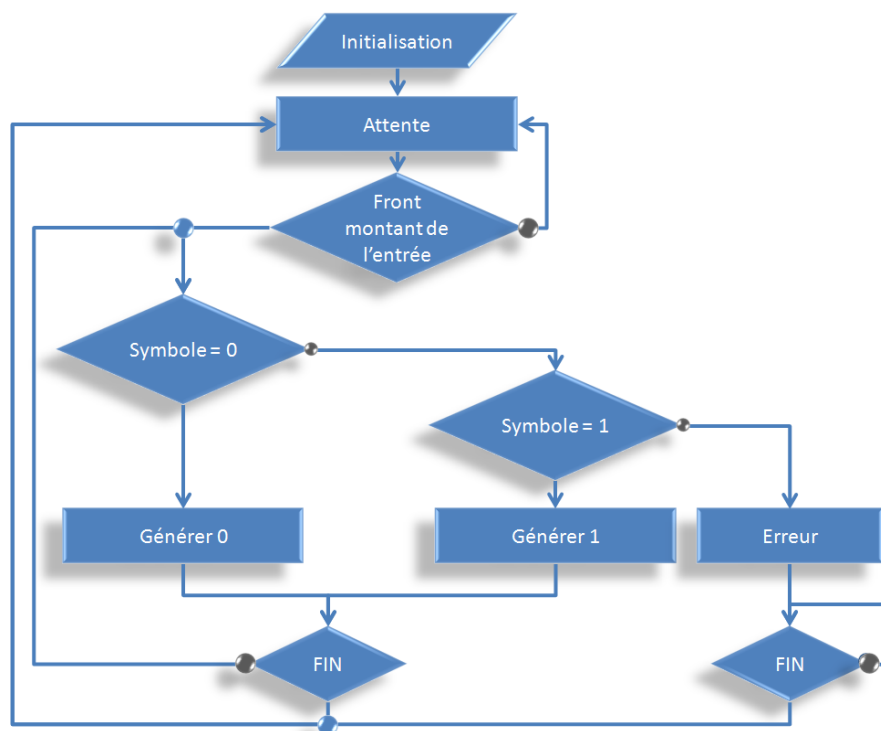 Initialisation
Attente
Front
montant de
l'entrée
Symbole = 0
Symbole = 1
Générer 0
Générer 1
Erreur
FIN
FIN